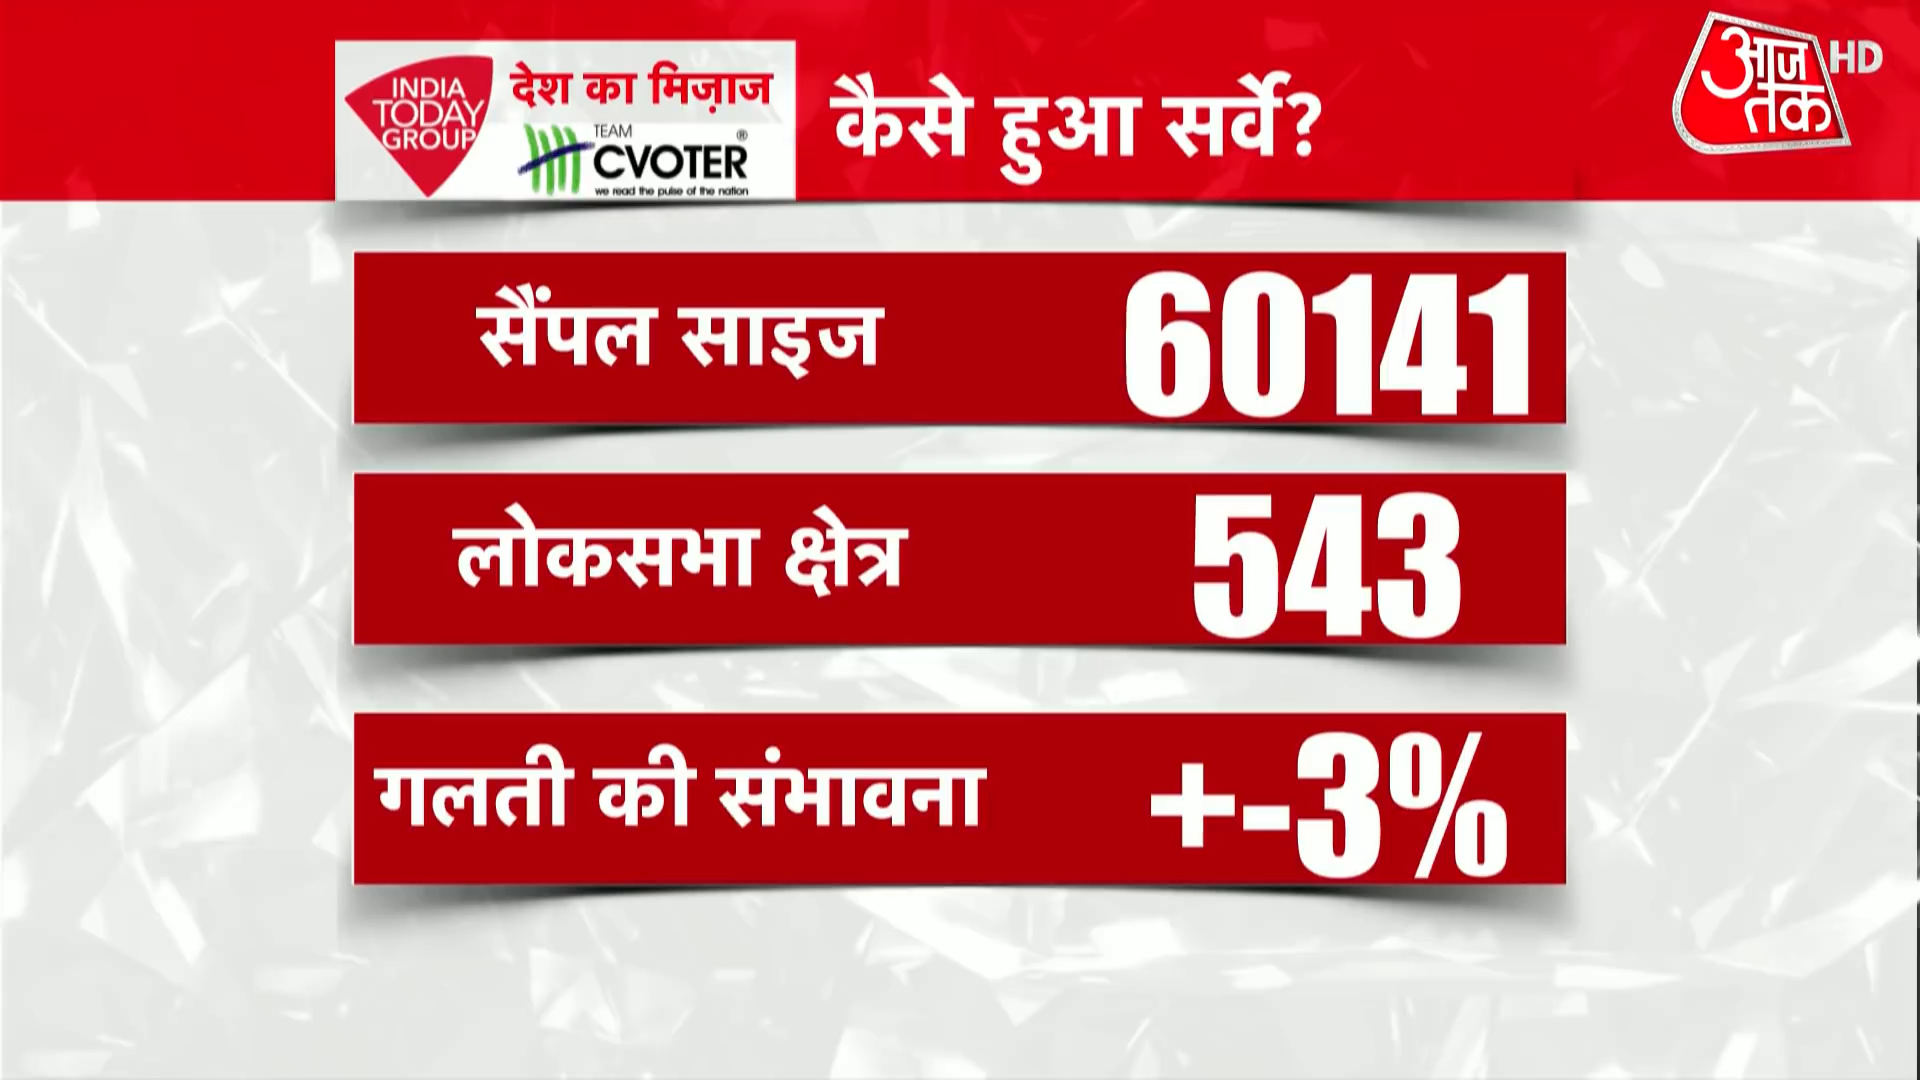 INDIA
TODAY
GROUP
देश का मिज़ाज
TEAM
CVOTER®
we read the pulse of the nation
कैसे हुआ सर्वे?
आज
तक
HD
सैंपल साइज 60141
लोकसभा क्षेत्र 543
गलती की संभावना +-3%